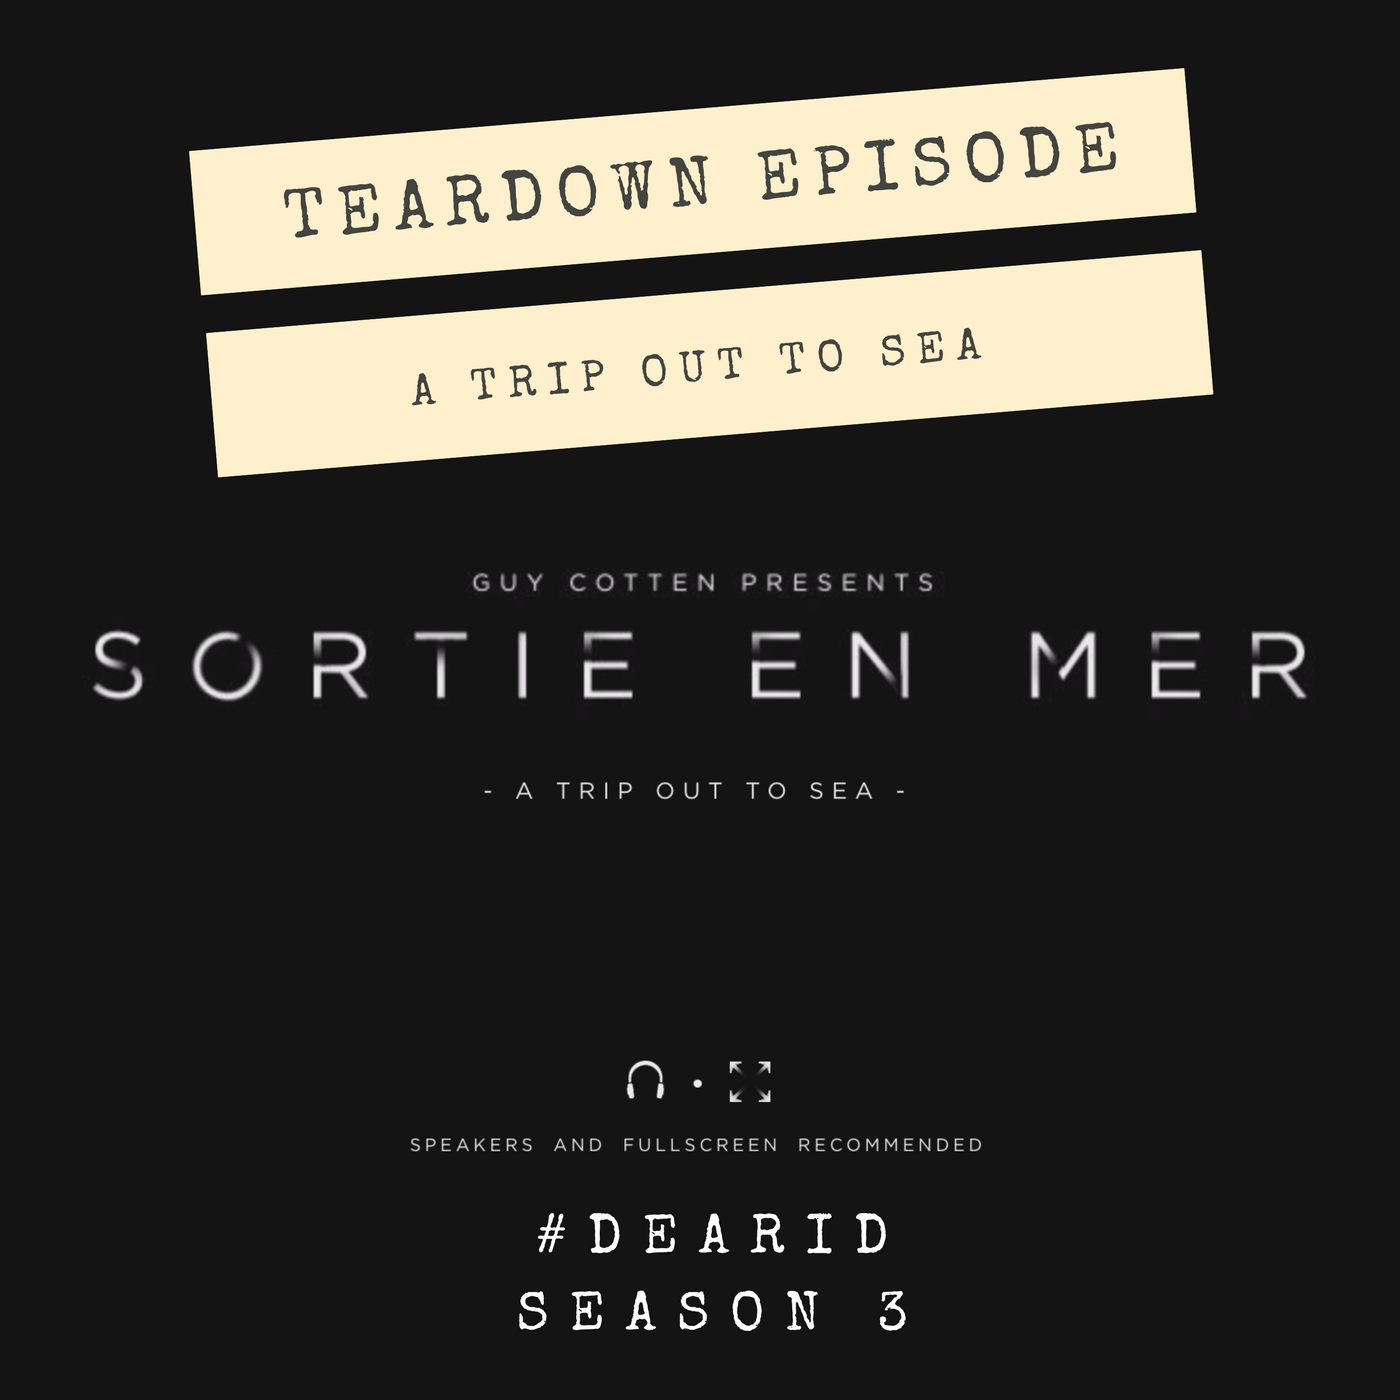 TEARDOWN EPISODE
A TRIP OUT TO SEA
GUY COTTEN PRESENTS
SORTIE EN MER
- A TRIP OUT TO SEA -
SPEAKERS AND FULLSCREEN RECOMMENDED
#DEARID
SEASON 3